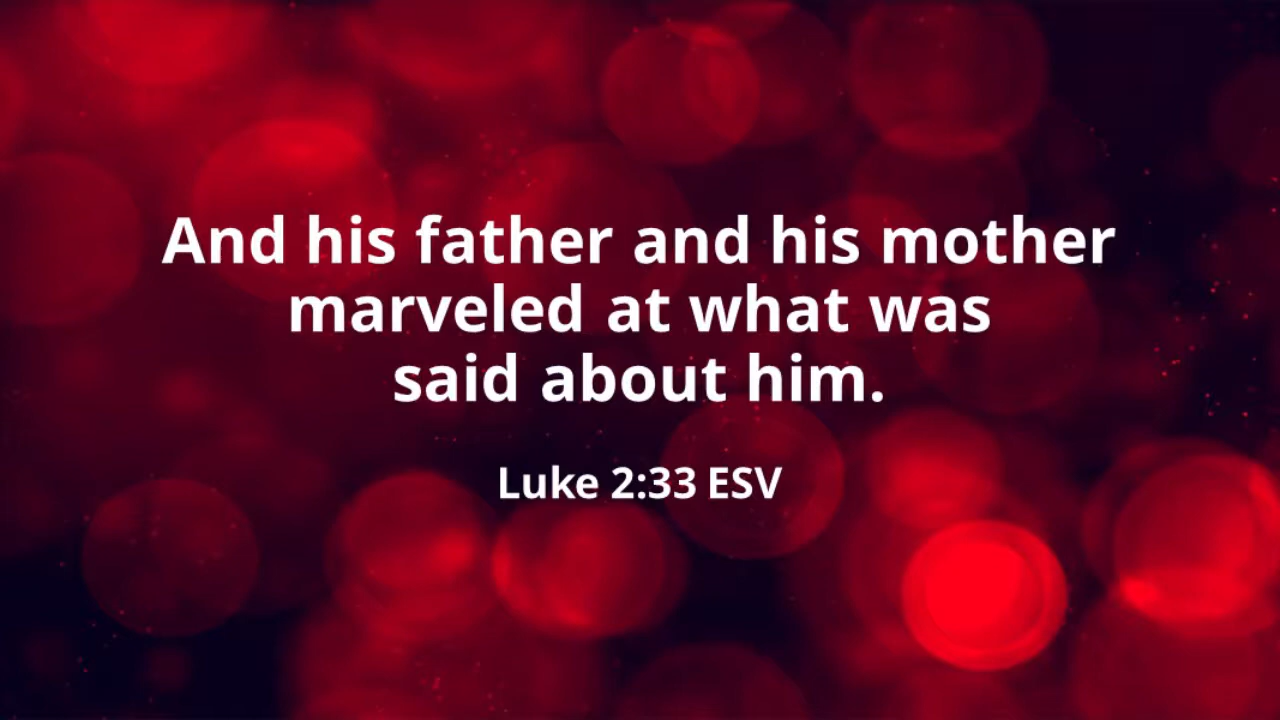 And his father and his mother
marveled at what was
said about him.
Luke 2:33 ESV